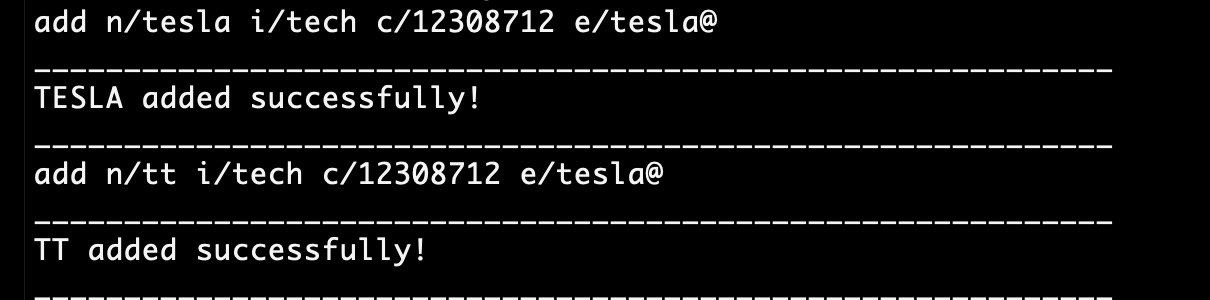 add n/tesla i/tech c/12308712 e/tesla@
____________________________________________________________
TESLA added successfully!
____________________________________________________________
add n/tt i/tech c/12308712 e/tesla@
____________________________________________________________
TT added successfully!
____________________________________________________________